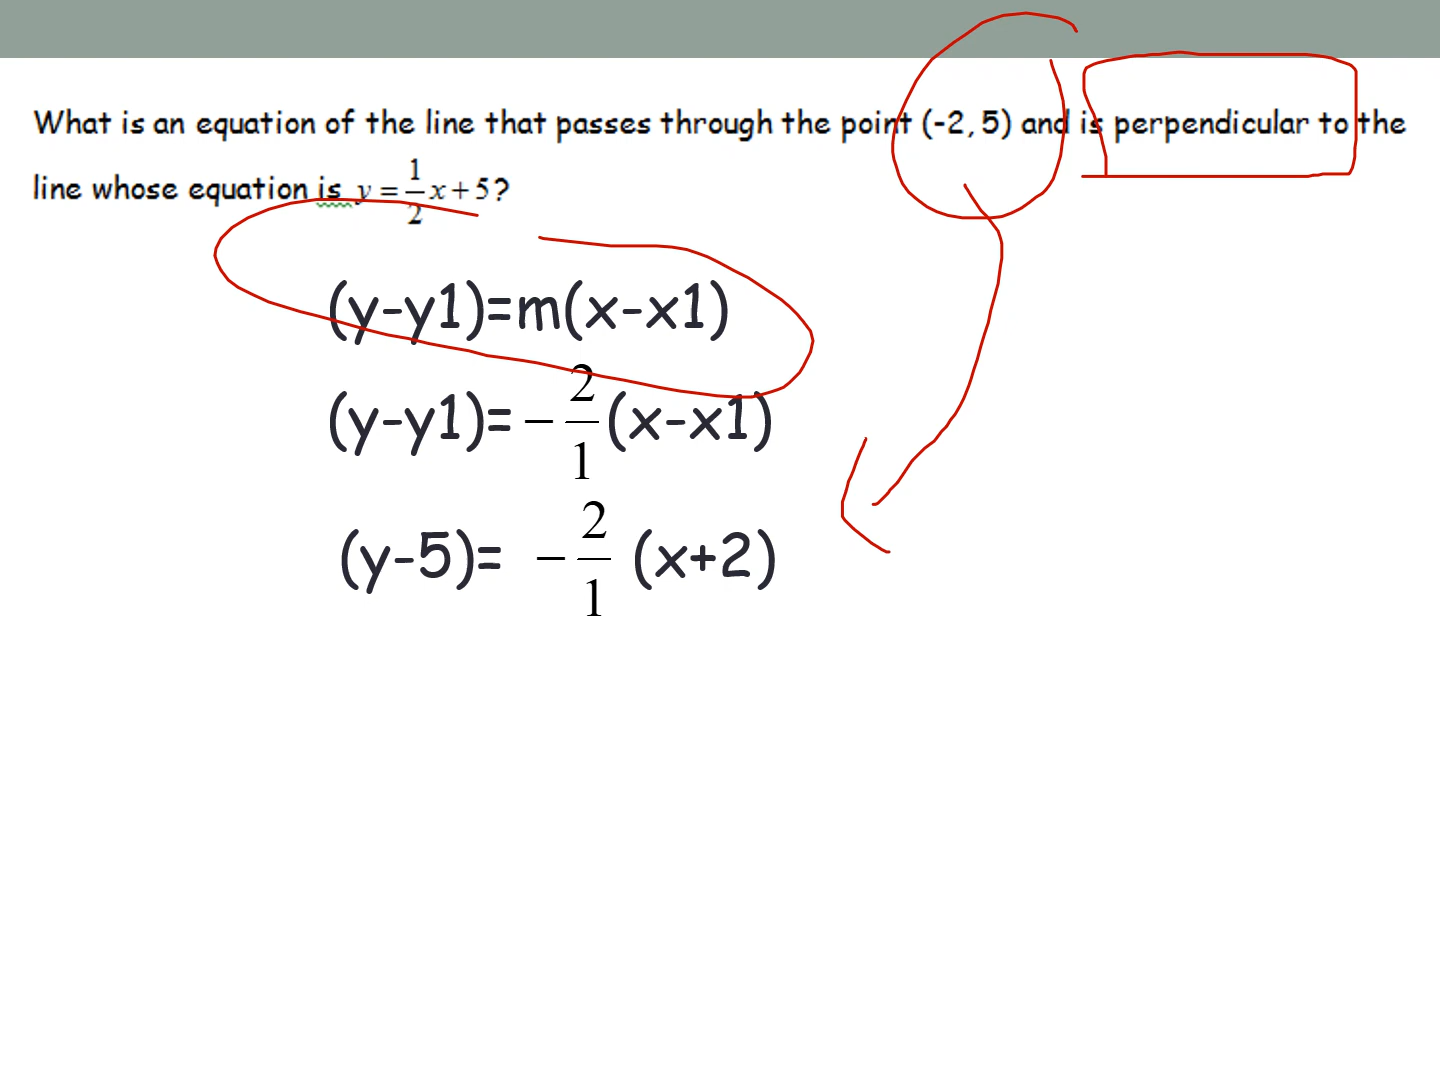 What is an equation of the line that passes through the point (-2, 5) and is perpendicular to the
line whose equation is y = 1/2 x + 5?
(y-y1)=m(x-x1)
(y-y1)= - 2/1 (x-x1)
(y-5)= - 2/1 (x+2)